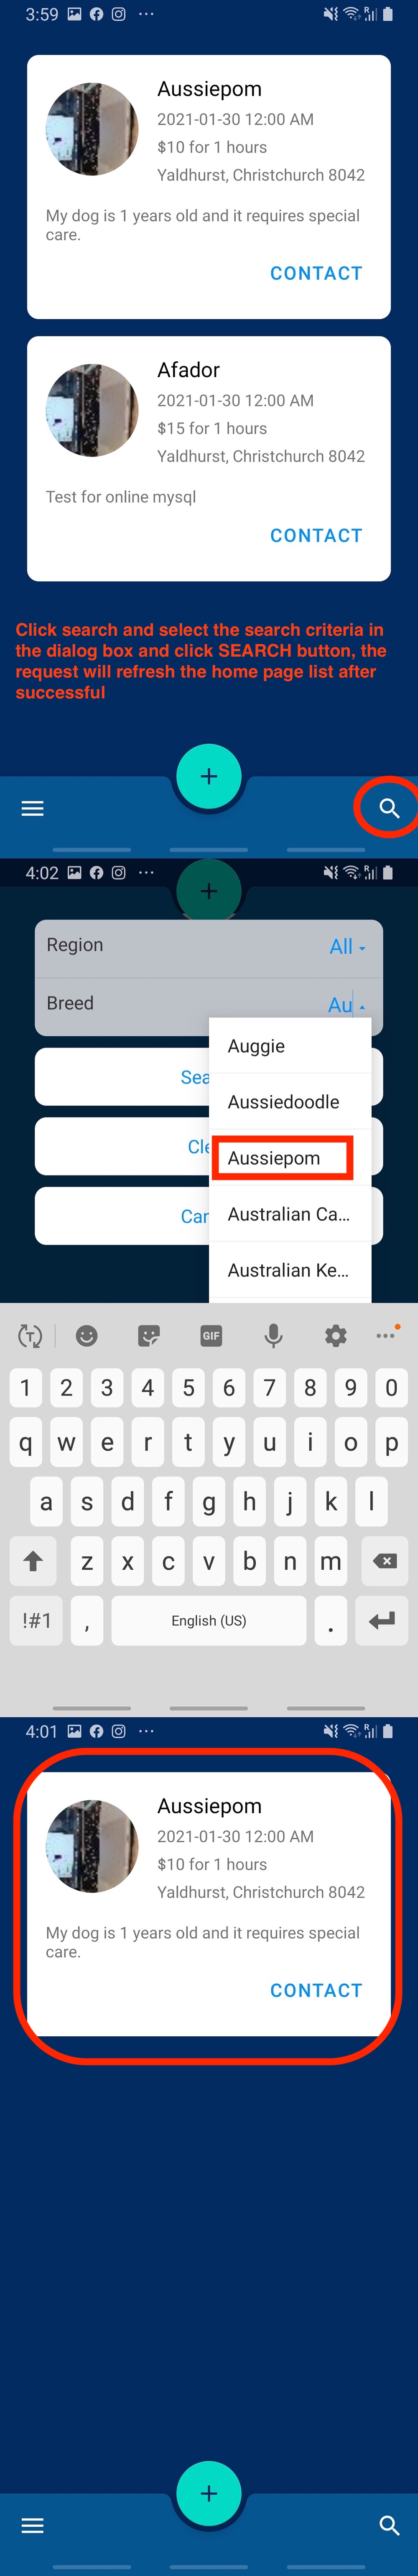 3:59
Aussiepom
2021-01-30 12:00 AM
$10 for 1 hours
Yaldhurst, Christchurch 8042
My dog is 1 years old and it requires special
care.
CONTACT
Afador
2021-01-30 12:00 AM
$15 for 1 hours
Yaldhurst, Christchurch 8042
Test for online mysql
CONTACT
Click search and select the search criteria in
the dialog box and click SEARCH button, the
request will refresh the home page list after
successful
+
4:02
+
Region All
Breed Au
Auggie
Sea
Aussiedoodle
Cle
Aussiepom
Can
Australian Ca...
Australian Ke...
T GIF
1 2 3 4 5 6 7 8 9 0
q w e r t y u i o p
a s d f g h j k l
z x c v b n m
!#1 , English (US) .
4:01
Aussiepom
2021-01-30 12:00 AM
$10 for 1 hours
Yaldhurst, Christchurch 8042
My dog is 1 years old and it requires special
care.
CONTACT
+